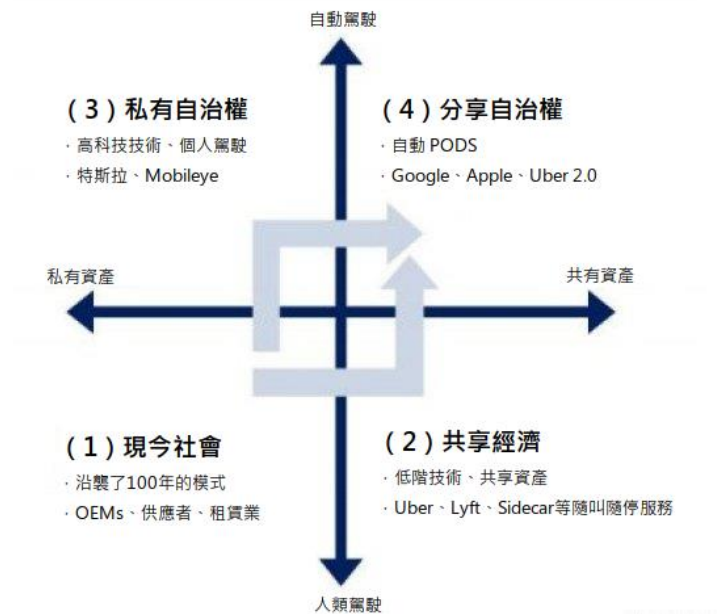 自動駕駛
（3）私有自治權
· 高科技技術、個人駕駛
· 特斯拉、Mobileye
（4）分享自治權
· 自動 PODS
· Google、Apple、Uber 2.0
私有資產
共有資產
（1）現今社會
· 沿襲了100年的模式
· OEMs、供應者、租賃業
（2）共享經濟
· 低階技術、共享資產
· Uber、Lyft、Sidecar等隨叫隨停服務
人類駕駛